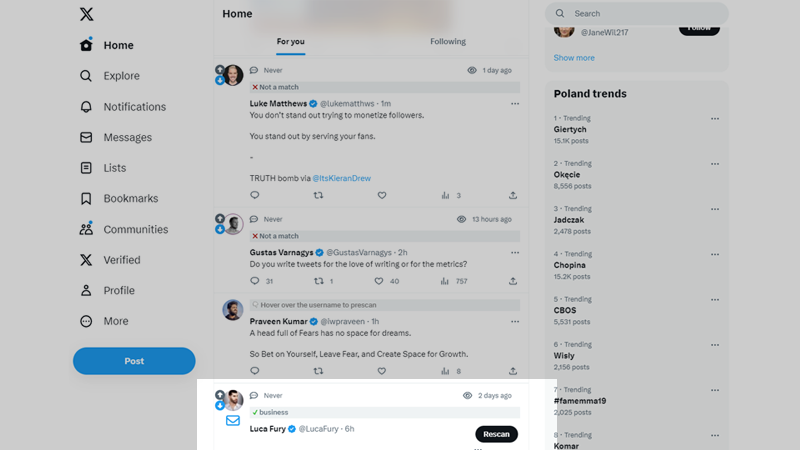 Home
Explore
Notifications
Messages
Lists
Bookmarks
Communities
Verified
Profile
More
Post
Home
For you
Following
Never
1 day ago
Not a match
Luke Matthews @lukematthws · 1m
You don't stand out trying to monetize followers.
You stand out by serving your fans.
-
TRUTH bomb via @ItsKieranDrew
3
Never
13 hours ago
Not a match
Gustas Varnagys @GustasVarnagys · 2h
Do you write tweets for the love of writing or for the metrics?
31 1 40 757
Hover over the username to prescan
Praveen Kumar @lwpraveen · 1h
A head full of Fears has no space for dreams.
So Bet on Yourself, Leave Fear, and Create Space for Growth.
8
Never
2 days ago
business
Luca Fury @LucaFury · 6h
Rescan
Search
@JaneWil217
Follow
Show more
Poland trends
1 · Trending
Giertych
15.1K posts
2 · Trending
Okęcie
8,556 posts
3 · Trending
Jadczak
2,478 posts
4 · Trending
Chopina
15.2K posts
5 · Trending
CBOS
5,531 posts
6 · Trending
Wisły
2,156 posts
7 · Trending
#famemma19
2,025 posts
8 · Trending
Komar